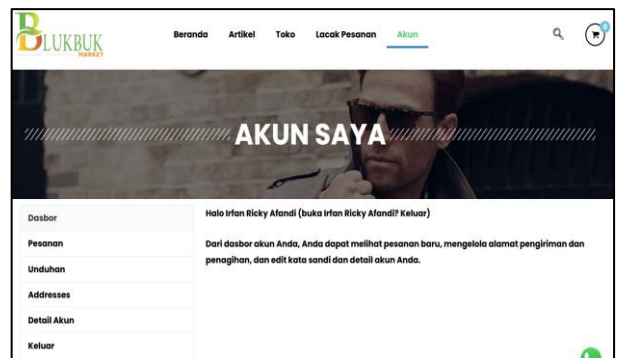 BLUKBUK
MARKET
Beranda Artikel Toko Lacak Pesanan Akun
0
AKUN SAYA
Dasbor
Pesanan
Unduhan
Addresses
Detail Akun
Keluar
Halo Irfan Ricky Afandi (buka Irfan Ricky Afandi? Keluar)
Dari dasbor akun Anda, Anda dapat melihat pesanan baru, mengelola alamat pengiriman dan
penagihan, dan edit kata sandi dan detail akun Anda.